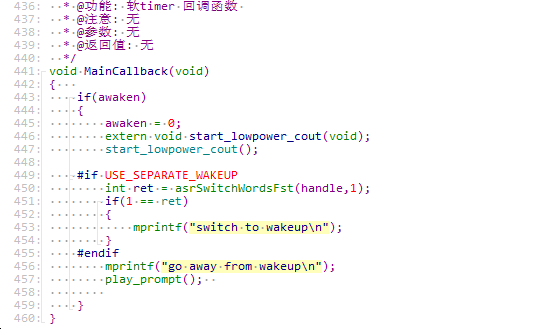 436: * @功能: 软timer 回调函数
437: * @注意: 无
438: * @参数: 无
439: * @返回值: 无
440: */
441: void MainCallback(void)
442: {
443: if(awaken)
444: {
445: awaken = 0;
446: extern void start_lowpower_cout(void);
447: start_lowpower_cout();
448:
449: #if USE_SEPARATE_WAKEUP
450: int ret = asrSwitchWordsFst(handle,1);
451: if(1 == ret)
452: {
453: mprintf("switch to wakeup\n");
454: }
455: #endif
456: mprintf("go away from wakeup\n");
457: play_prompt();
458:
459: }
460: }